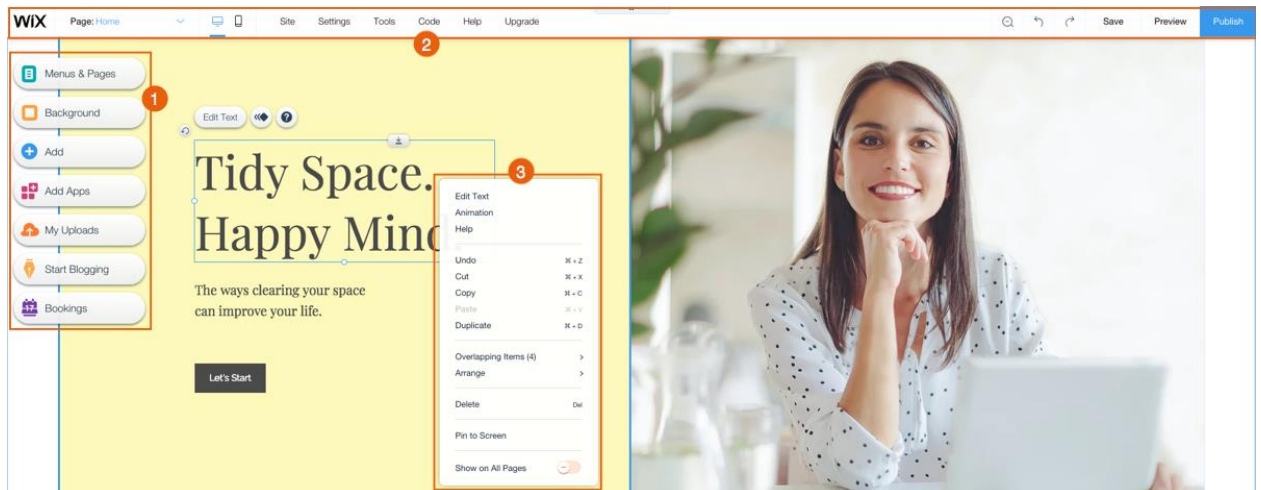 WiX Page: Home Site Settings Tools Code Help Upgrade Save Preview Publish
2
1
Menus & Pages
Background
Add
Add Apps
My Uploads
Start Blogging
17
Bookings
Edit Text ?
Tidy Space.
Happy Mind
The ways clearing your space
can improve your life.
Let's Start
3
Edit Text
Animation
Help
Undo ⌘ + Z
Cut ⌘ + X
Copy ⌘ + C
Paste ⌘ + V
Duplicate ⌘ + D
Overlapping Items (4) >
Arrange >
Delete Del
Pin to Screen
Show on All Pages